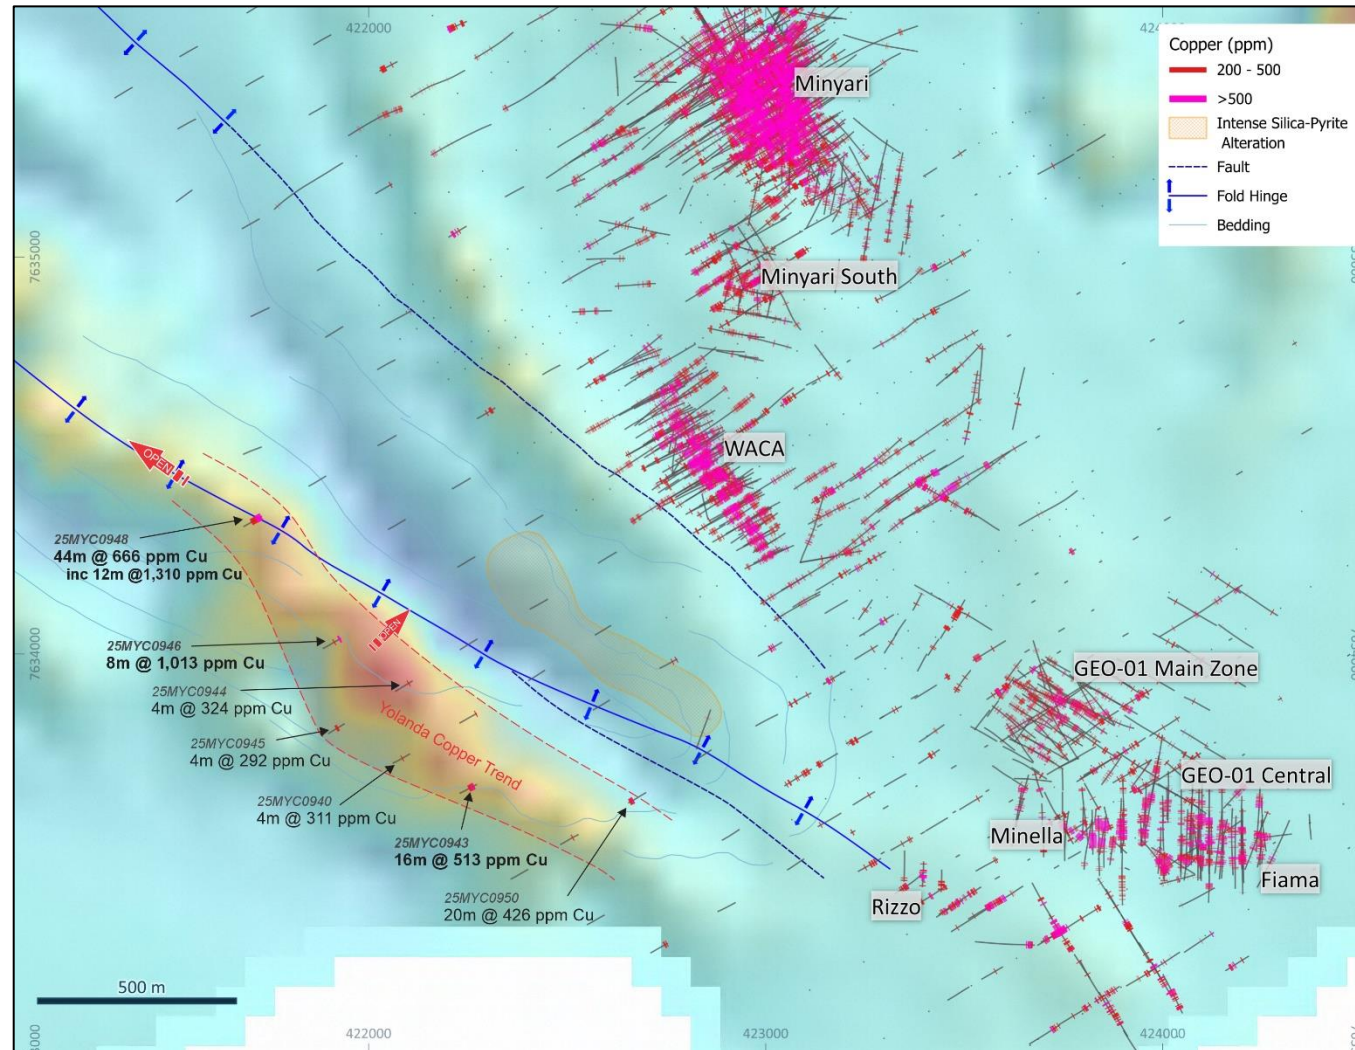 422000
424000
Copper (ppm)
200 - 500
>500
Intense Silica-Pyrite
Alteration
Fault
Fold Hinge
Bedding
Minyari
7635000
Minyari South
WACA
OPEN
25MYC0948
44m @ 666 ppm Cu
inc 12m @1,310 ppm Cu
OPEN
25MYC0946
8m @ 1,013 ppm Cu
7634000
25MYC0944
4m @ 324 ppm Cu
Yolanda Copper Trend
25MYC0945
4m @ 292 ppm Cu
25MYC0940
4m @ 311 ppm Cu
25MYC0943
16m @ 513 ppm Cu
25MYC0950
20m @ 426 ppm Cu
GEO-01 Main Zone
GEO-01 Central
Minella
Fiama
Rizzo
500 m
422000
423000
424000